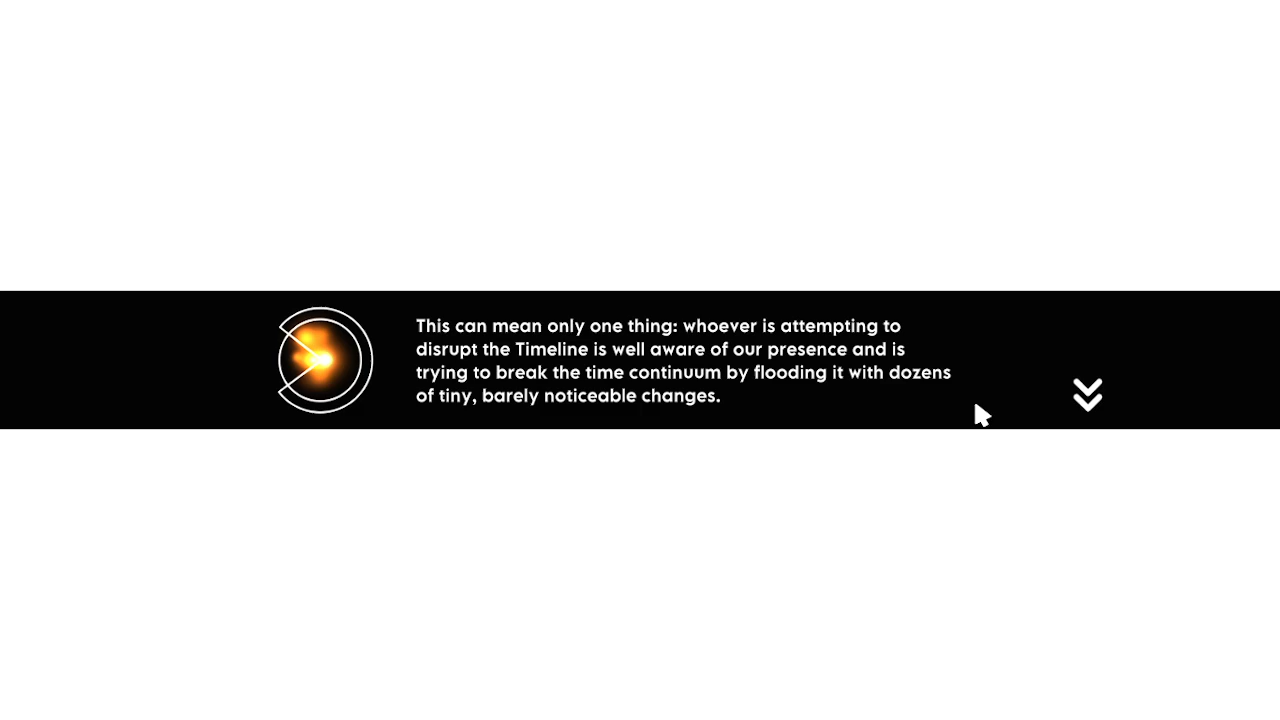 This can mean only one thing: whoever is attempting to
disrupt the Timeline is well aware of our presence and is
trying to break the time continuum by flooding it with dozens
of tiny, barely noticeable changes.